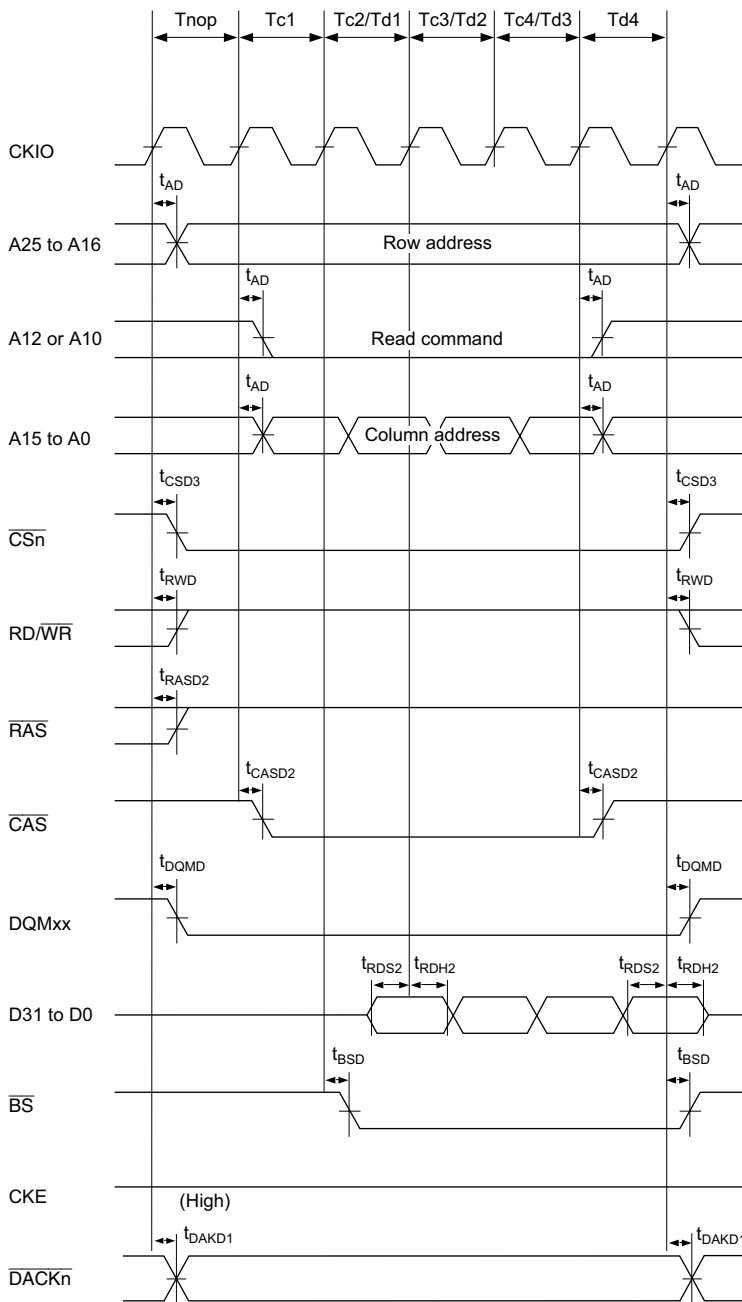 Tnop Tc1 Tc2/Td1 Tc3/Td2 Tc4/Td3 Td4
CKIO
tAD tAD
A25 to A16 Row address
tAD tAD
A12 or A10 Read command
tAD tAD
A15 to A0 Column address
tCSD3 tCSD3
CSn
tRWD tRWD
RD/WR
tRASD2
RAS
tCASD2 tCASD2
CAS
tDQMD tDQMD
DQMxx
tRDS2 tRDH2 tRDS2 tRDH2
D31 to D0
tBSD tBSD
BS
CKE (High)
tDAKD1 tDAKD1
DACKn